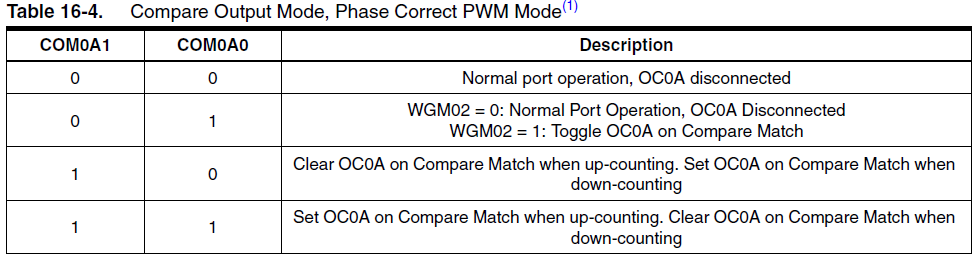 Table 16-4. Compare Output Mode, Phase Correct PWM Mode(1)
COM0A1 COM0A0 Description
0 0 Normal port operation, OC0A disconnected
0 1 WGM02 = 0: Normal Port Operation, OC0A Disconnected
WGM02 = 1: Toggle OC0A on Compare Match
1 0 Clear OC0A on Compare Match when up-counting. Set OC0A on Compare Match when
down-counting
1 1 Set OC0A on Compare Match when up-counting. Clear OC0A on Compare Match when
down-counting